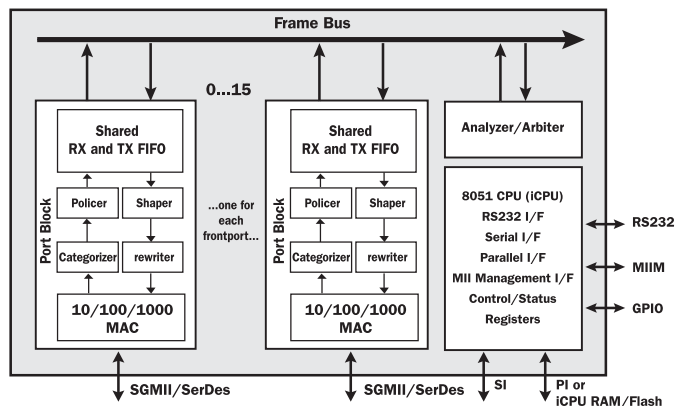 Frame Bus
0...15
Port Block
Shared
RX and TX FIFO
Policer
Shaper
Categorizer
rewriter
10/100/1000
MAC
SGMII/SerDes
...one for
each
frontport...
Port Block
Shared
RX and TX FIFO
Policer
Shaper
Categorizer
rewriter
10/100/1000
MAC
SGMII/SerDes
Analyzer/Arbiter
8051 CPU (iCPU)
RS232 I/F
Serial I/F
Parallel I/F
MII Management I/F
Control/Status
Registers
RS232
MIIM
GPIO
SI
PI or
iCPU RAM/Flash